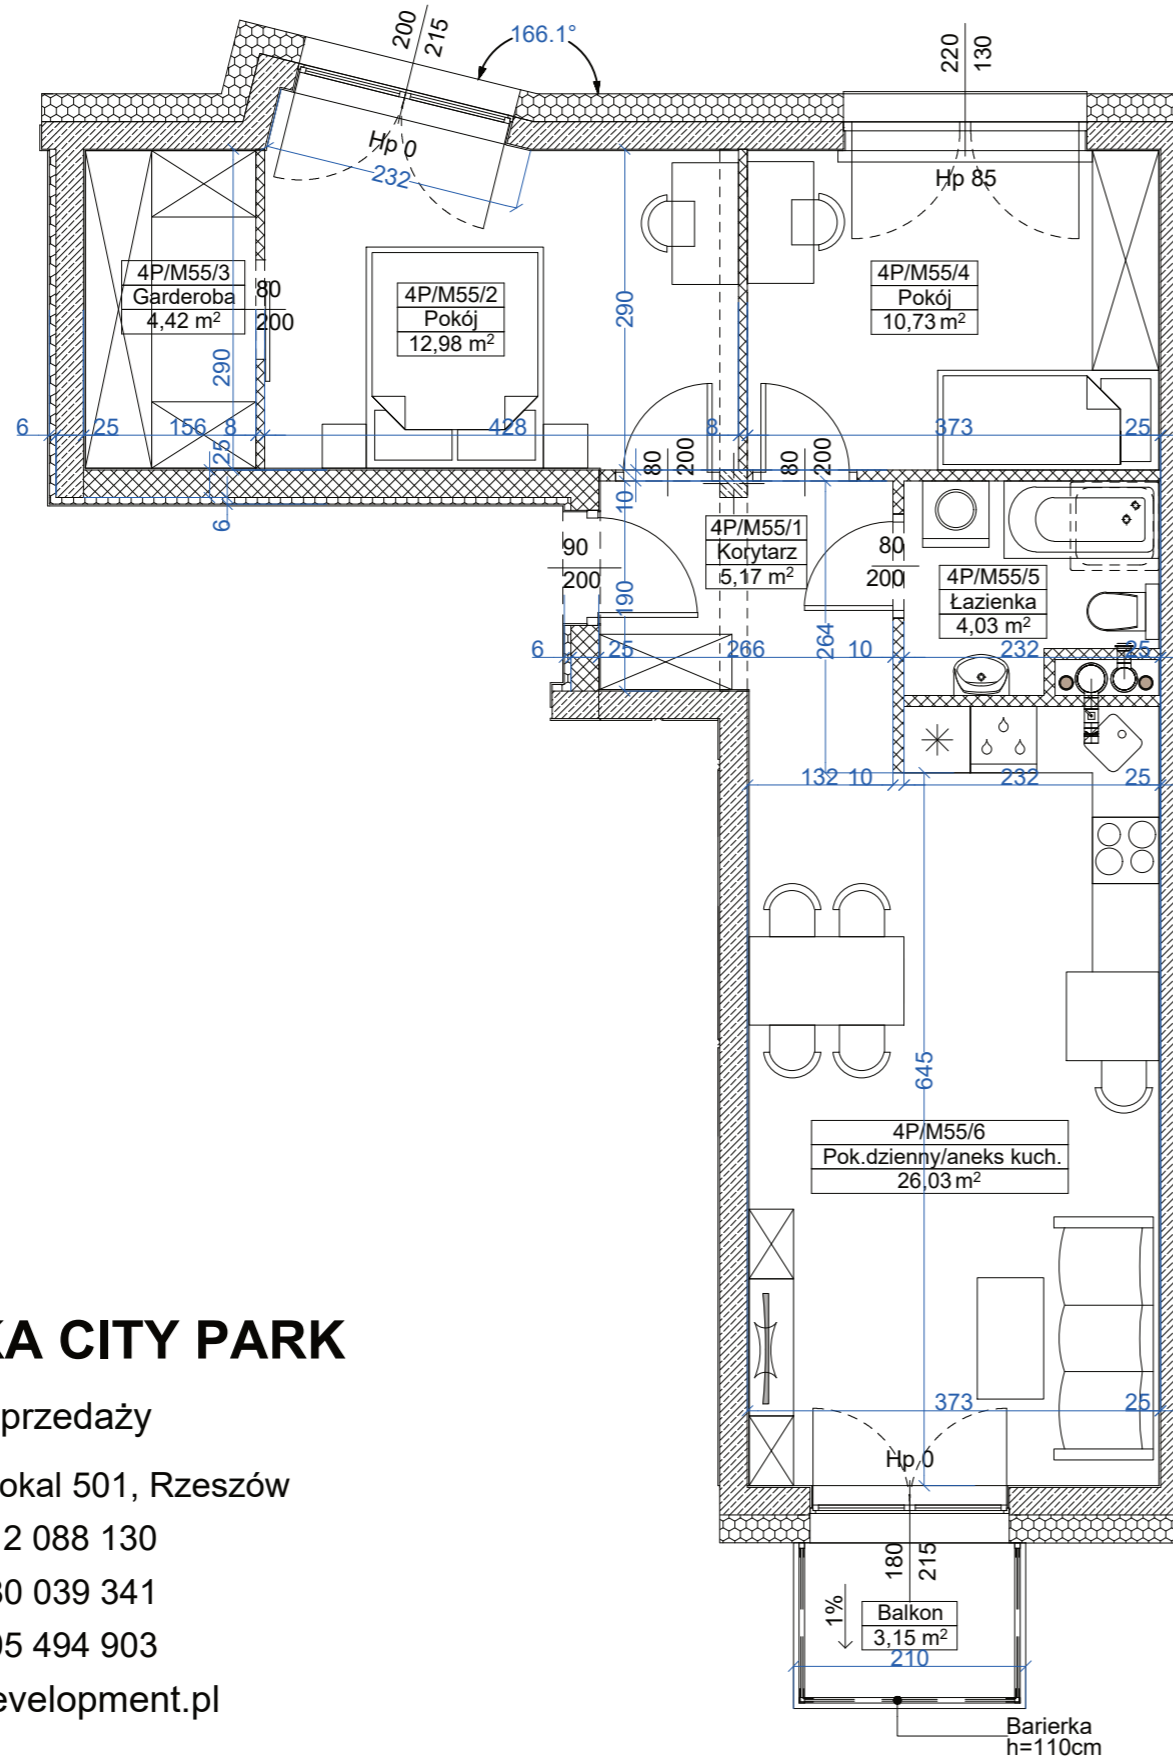 200
215
166.1°
220
130
Hp 0
232
Hp 85
4P/M55/3
Garderoba
4,42 m²
80
200
290
4P/M55/2
Pokój
12,98 m²
290
4P/M55/4
Pokój
10,73 m²
6
25
156
8
428
8
373
25
25
6
80
200
80
200
10
4P/M55/1
Korytarz
5,17 m²
90
200
80
200
190
264
4P/M55/5
Łazienka
4,03 m²
6
25
266
10
232
25
132
10
232
25
645
4P/M55/6
Pok.dzienny/aneks kuch.
26,03 m²
373
25
Hp 0
180
215
1%
Balkon
3,15 m²
210
Barierka
h=110cm
KA CITY PARK
przedaży
okal 501, Rzeszów
2 088 130
30 039 341
95 494 903
evelopment.pl